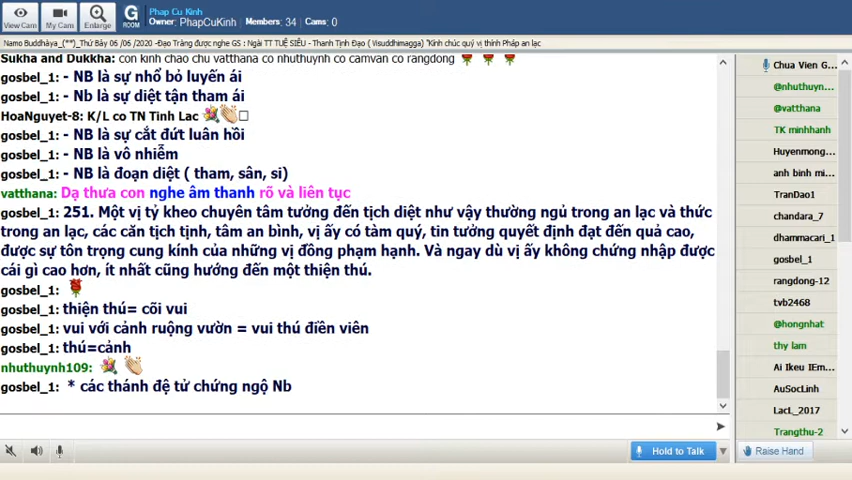 View Cam
My Cam
Enlarge
G
ROOM
Phap Cu Kinh
Owner: PhapCuKinh Members: 34 Cams: 0
Namo Buddhàya_(**)_Thứ Bảy 06 /06 /2020 -Đạo Tràng được nghe GS : Ngài TT TUỆ SIÊU - Thanh Tịnh Đạo ( Visuddhimagga) "Kính chúc quý vị thính Pháp an lạc
Sukha and Dukkha: con kinh chao chu vatthana co nhuthuynh co camvan co rangdong
gosbel_1: - NB là sự nhổ bỏ luyến ái
gosbel_1: - Nb là sự diệt tận tham ái
HoaNguyet-8: K/L co TN Tinh Lac
gosbel_1: - NB là sự cắt đứt luân hồi
gosbel_1: - NB là vô nhiễm
gosbel_1: - NB là đoạn diệt ( tham, sân, si)
vatthana: Dạ thưa con nghe âm thanh rõ và liên tục
gosbel_1: 251. Một vị tỷ kheo chuyên tâm tưởng đến tịch diệt như vậy thường ngủ trong an lạc và thức
trong an lạc, các căn tịch tịnh, tâm an bình, vị ấy có tàm quý, tin tưởng quyết định đạt đến quả cao,
được sự tôn trọng cung kính của những vị đồng phạm hạnh. Và ngay dù vị ấy không chứng nhập được
cái gì cao hơn, ít nhất cũng hướng đến một thiện thú.
gosbel_1:
gosbel_1: thiện thú= cõi vui
gosbel_1: vui với cảnh ruộng vườn = vui thú điền viên
gosbel_1: thú=cảnh
nhuthuynh109:
gosbel_1: * các thánh đệ tử chứng ngộ Nb
Chua Vien G...
@nhuthuyn...
@vatthana
TK minhhanh
Huyenmong...
anh binh mi...
TranDao1
chandara_7
dhammacari_1
gosbel_1
rangdong-12
tvb2468
@hongnhat
thy lam
Ai Ikeu IEm...
AuSocLinh
LacL_2017
Trangthu-2
Hold to Talk
Raise Hand